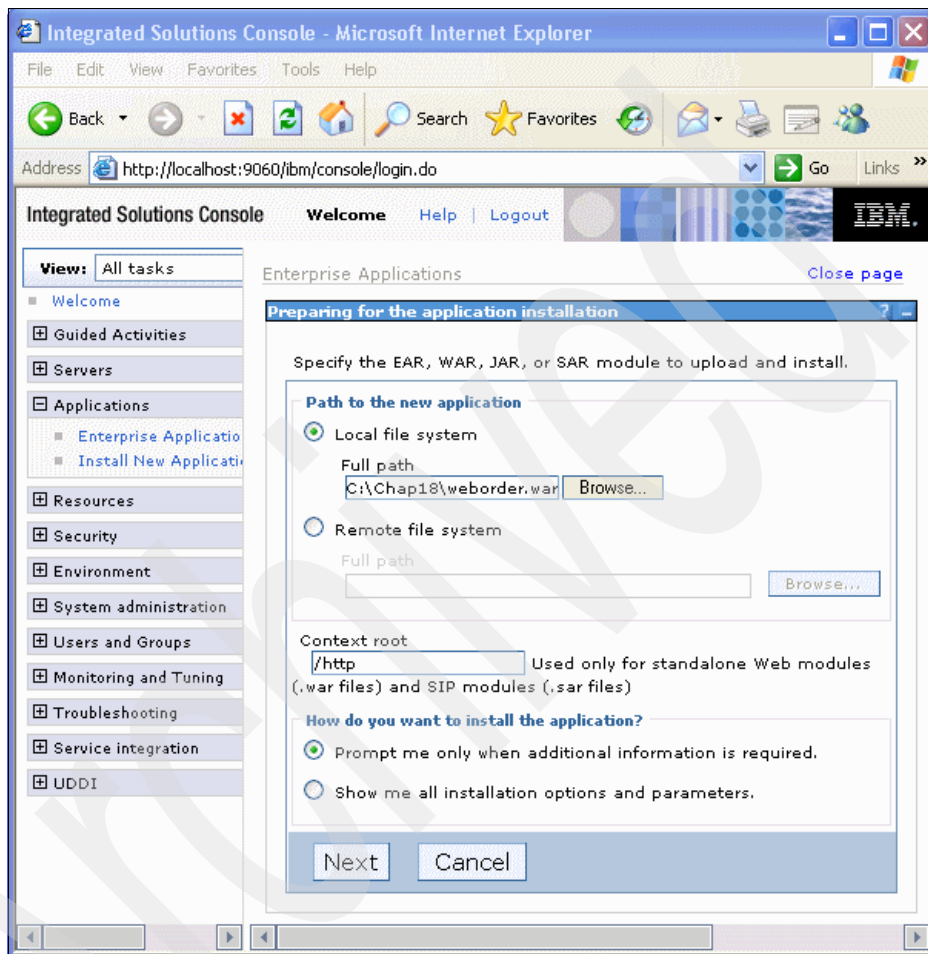 Integrated Solutions Console - Microsoft Internet Explorer
File Edit View Favorites Tools Help
Back Search Favorites
Address http://localhost:9060/ibm/console/login.do Go Links »
Integrated Solutions Console Welcome Help | Logout IBM.
View: All tasks
Welcome
Guided Activities
Servers
Applications
Enterprise Applicatio
Install New Applicati
Resources
Security
Environment
System administration
Users and Groups
Monitoring and Tuning
Troubleshooting
Service integration
UDDI
Enterprise Applications Close page
Preparing for the application installation ? -
Specify the EAR, WAR, JAR, or SAR module to upload and install.
Path to the new application
Local file system
Full path
C:\Chap18\weborder.war Browse...
Remote file system
Full path
Browse...
Context root
/http Used only for standalone Web modules
(.war files) and SIP modules (.sar files)
How do you want to install the application?
Prompt me only when additional information is required.
Show me all installation options and parameters.
Next Cancel